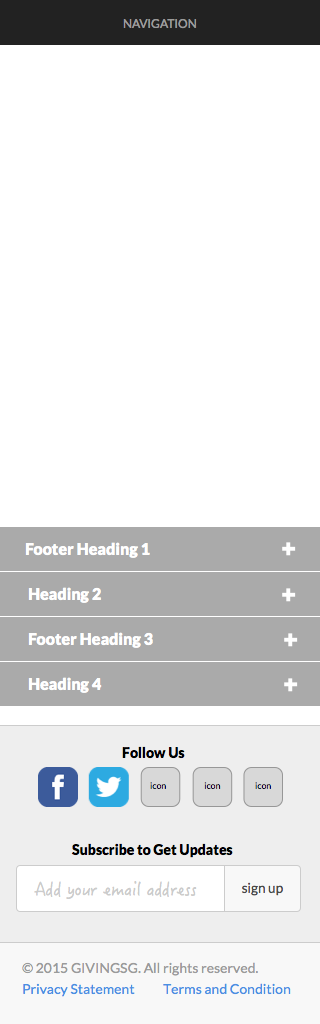 NAVIGATION
Footer Heading 1
Heading 2
Footer Heading 3
Heading 4
Follow Us
icon icon icon
Subscribe to Get Updates
Add your email address sign up
© 2015 GIVINGSG. All rights reserved.
Privacy Statement Terms and Condition